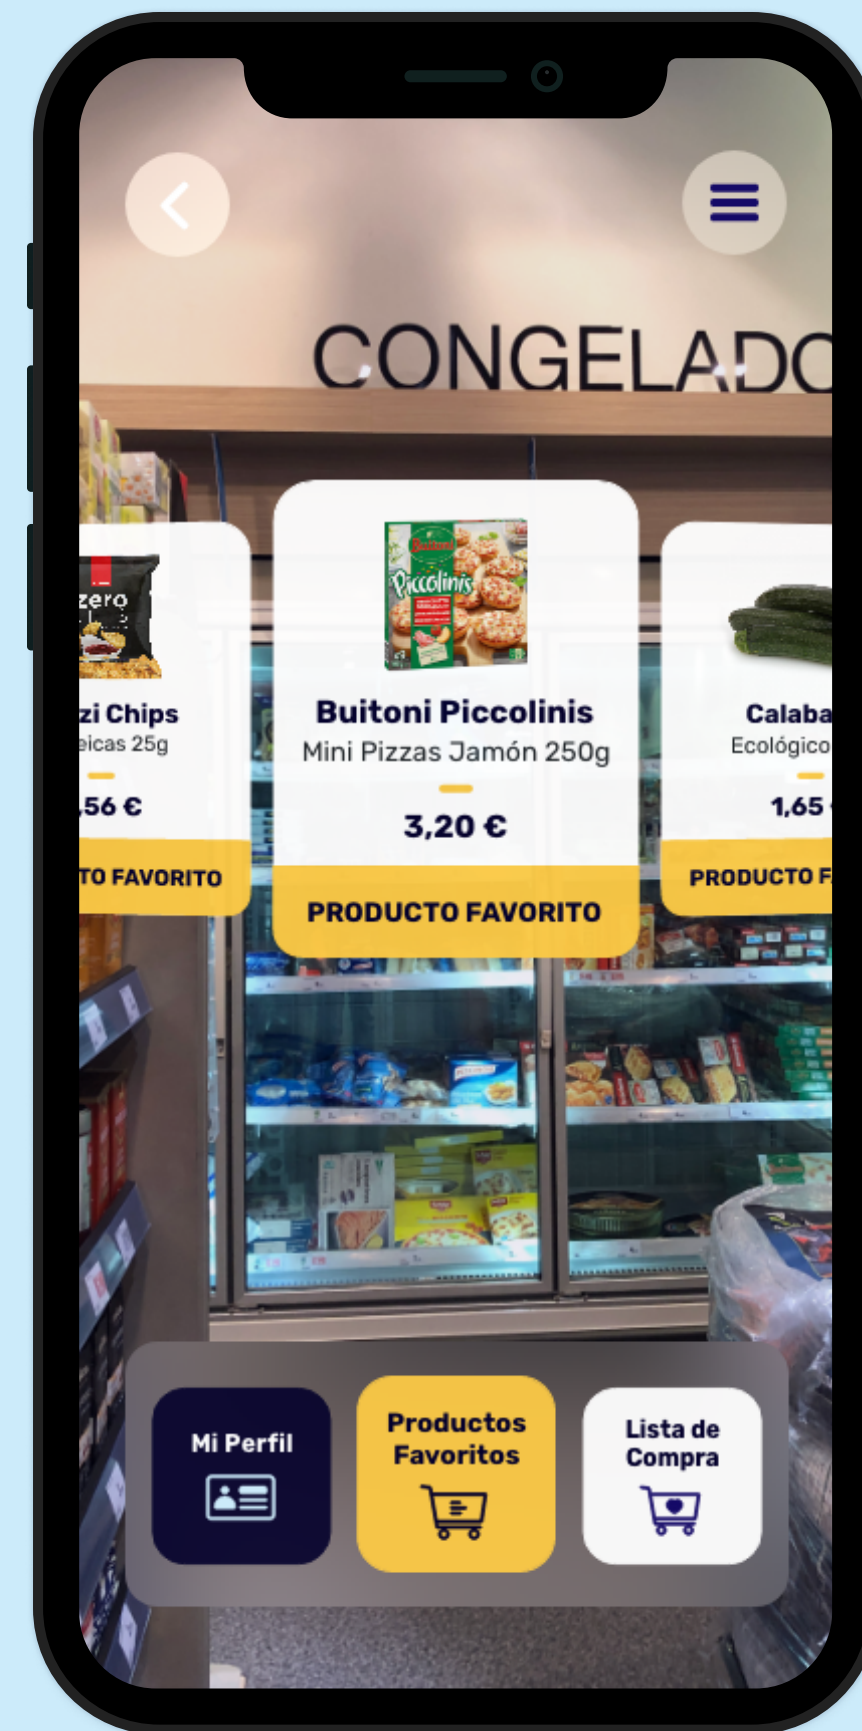 CONGELADO
zero
zi Chips
eicas 25g
,56 €
TO FAVORITO
Buitoni
Piccolinis
Buitoni Piccolinis
Mini Pizzas Jamón 250g
3,20 €
PRODUCTO FAVORITO
Calaba
Ecológico
1,65
PRODUCTO F
Mi Perfil
Productos
Favoritos
Lista de
Compra